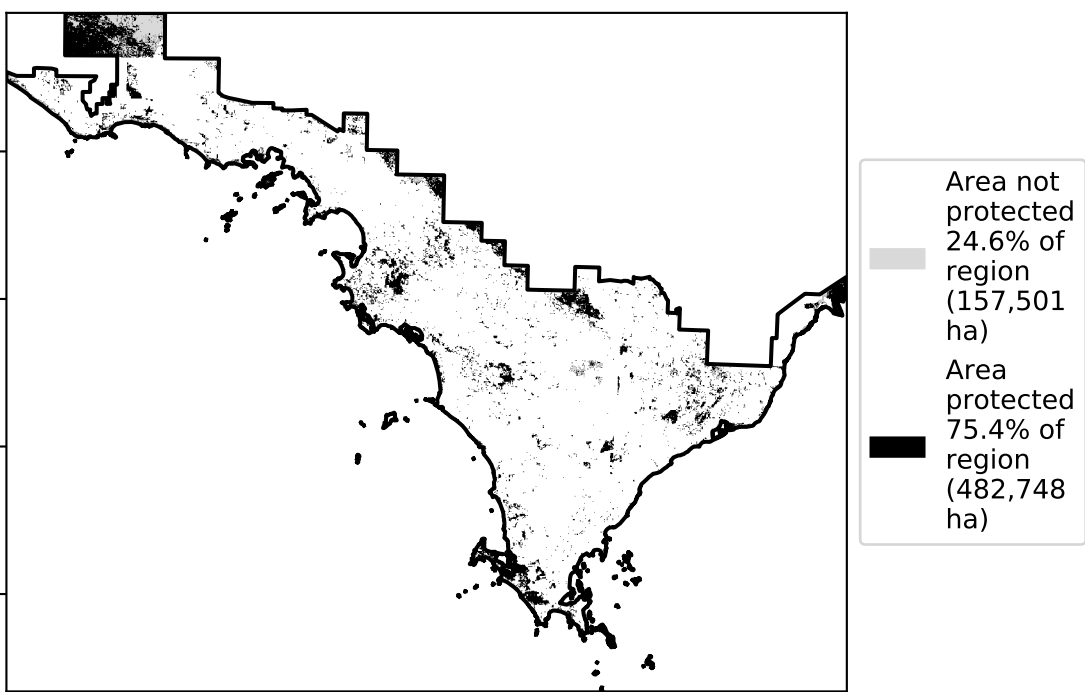 Area not
protected
24.6% of
region
(157,501
ha)
Area
protected
75.4% of
region
(482,748
ha)